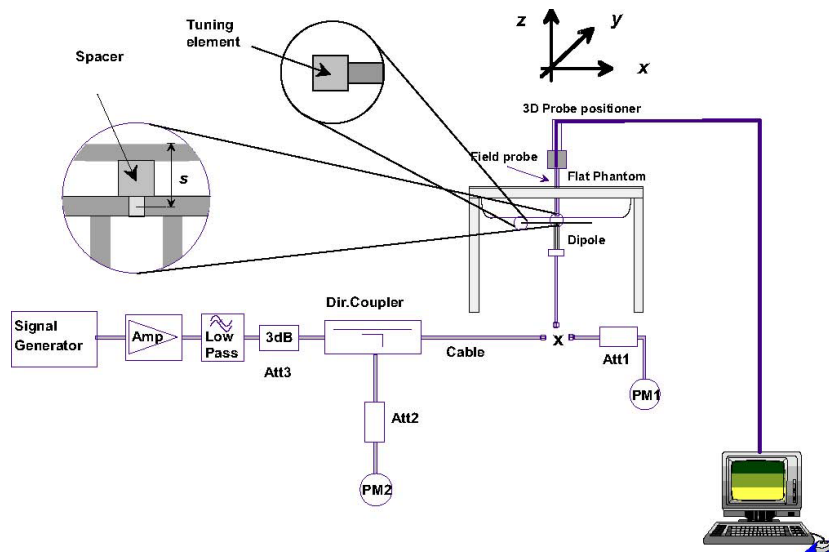 Tuning
element
Spacer
s
z
y
x
3D Probe positioner
Field probe
Flat Phantom
Dipole
Signal
Generator
Amp
Low
Pass
3dB
Att3
Dir.Coupler
Cable
x
Att1
PM1
Att2
PM2